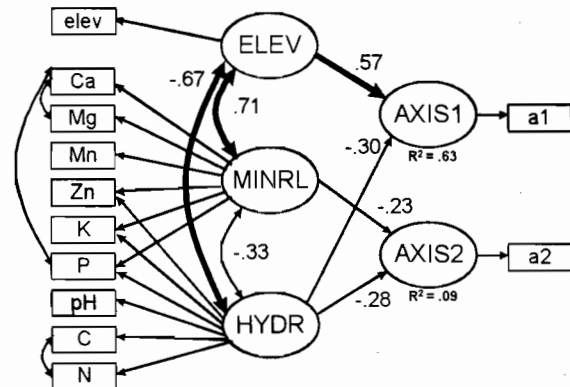 elev
Ca
Mg
Mn
Zn
K
P
pH
C
N
ELEV
MINRL
HYDR
-.67
.71
-.33
.57
-.30
-.23
-.28
AXIS1
R² = .63
AXIS2
R² = .09
a1
a2